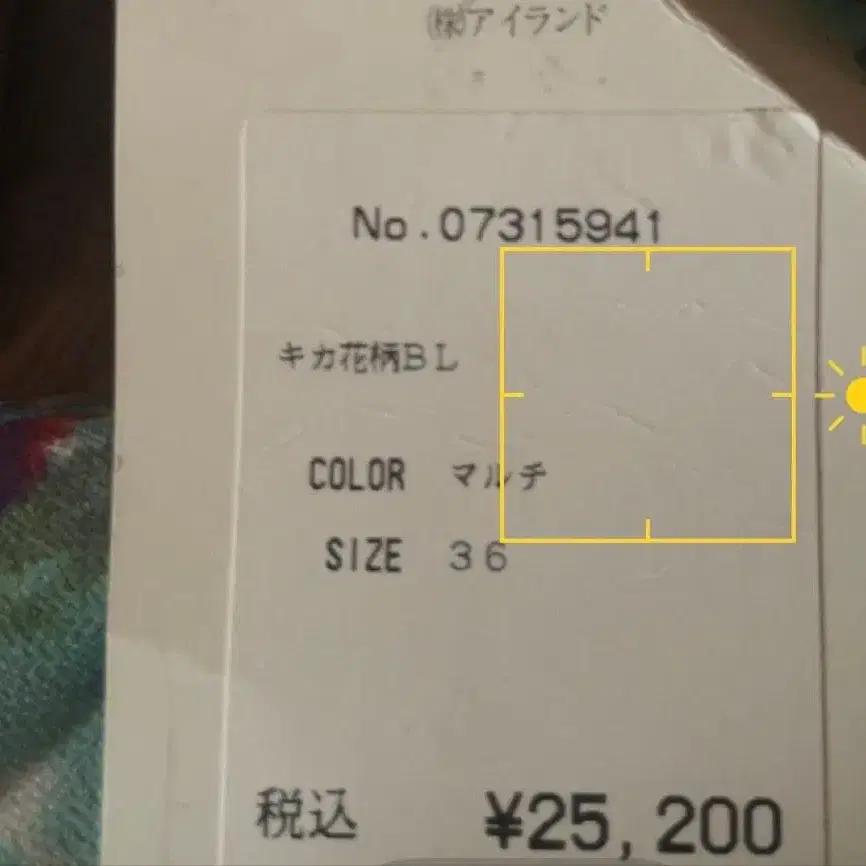 ㈱アイランド
No.07315941
キカ花柄BL
COLOR マルチ
SIZE 36
税込 ¥25,200